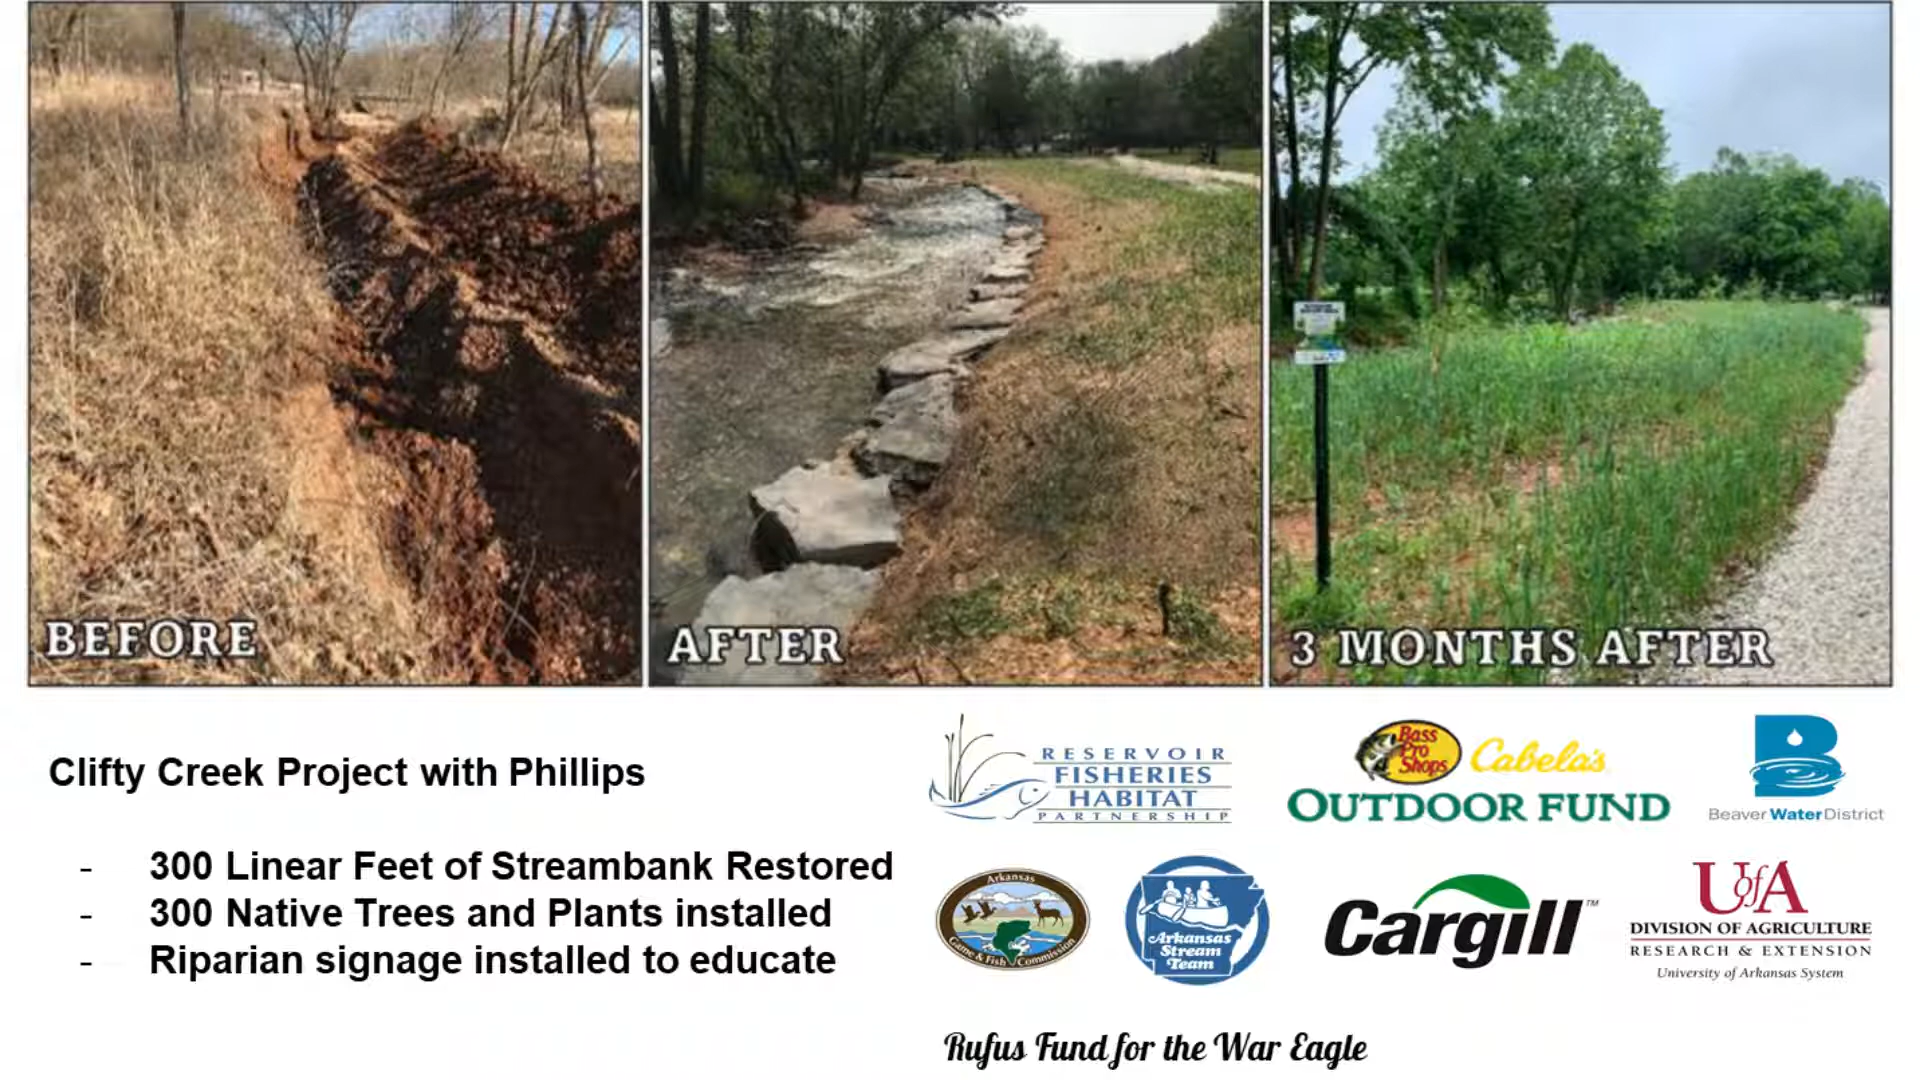 BEFORE
AFTER
3 MONTHS AFTER
Clifty Creek Project with Phillips
- 300 Linear Feet of Streambank Restored
- 300 Native Trees and Plants installed
- Riparian signage installed to educate
RESERVOIR
FISHERIES
HABITAT
PARTNERSHIP
Bass
Pro
Shops
Cabela's
OUTDOOR FUND
Beaver Water District
Arkansas
Game & Fish Commission
Arkansas
Stream
Team
Cargill™
UofA
DIVISION OF AGRICULTURE
RESEARCH & EXTENSION
University of Arkansas System
Rufus Fund for the War Eagle